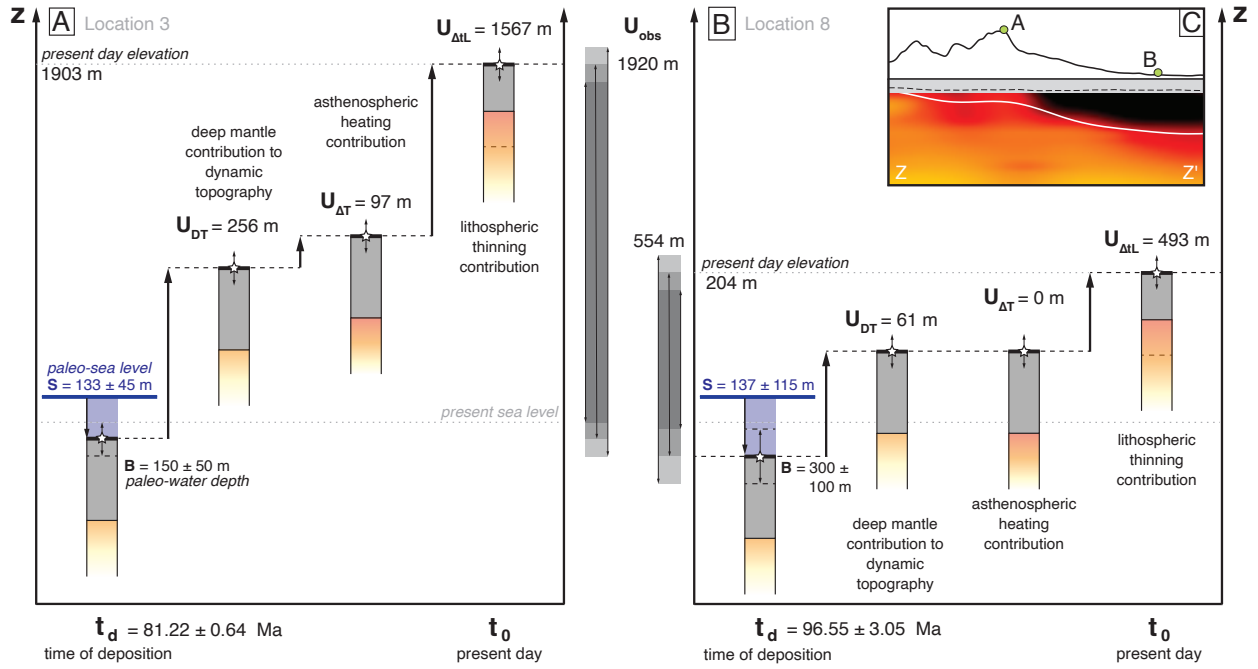 Z
A
Location 3
present day elevation
1903 m
U_ΔtL = 1567 m
asthenospheric
heating
contribution
deep mantle
contribution to
dynamic
topography
U_ΔT = 97 m
U_DT = 256 m
lithospheric
thinning
contribution
paleo-sea level
S = 133 ± 45 m
present sea level
B = 150 ± 50 m
paleo-water depth
t_d = 81.22 ± 0.64 Ma
time of deposition
t_0
present day
U_obs
1920 m
554 m
B
Location 8
Z
C
A
B
Z
Z'
present day elevation
204 m
U_ΔtL = 493 m
U_ΔT = 0 m
U_DT = 61 m
S = 137 ± 115 m
B = 300 ±
100 m
lithospheric
thinning
contribution
asthenospheric
heating
contribution
deep mantle
contribution to
dynamic
topography
t_d = 96.55 ± 3.05 Ma
time of deposition
t_0
present day